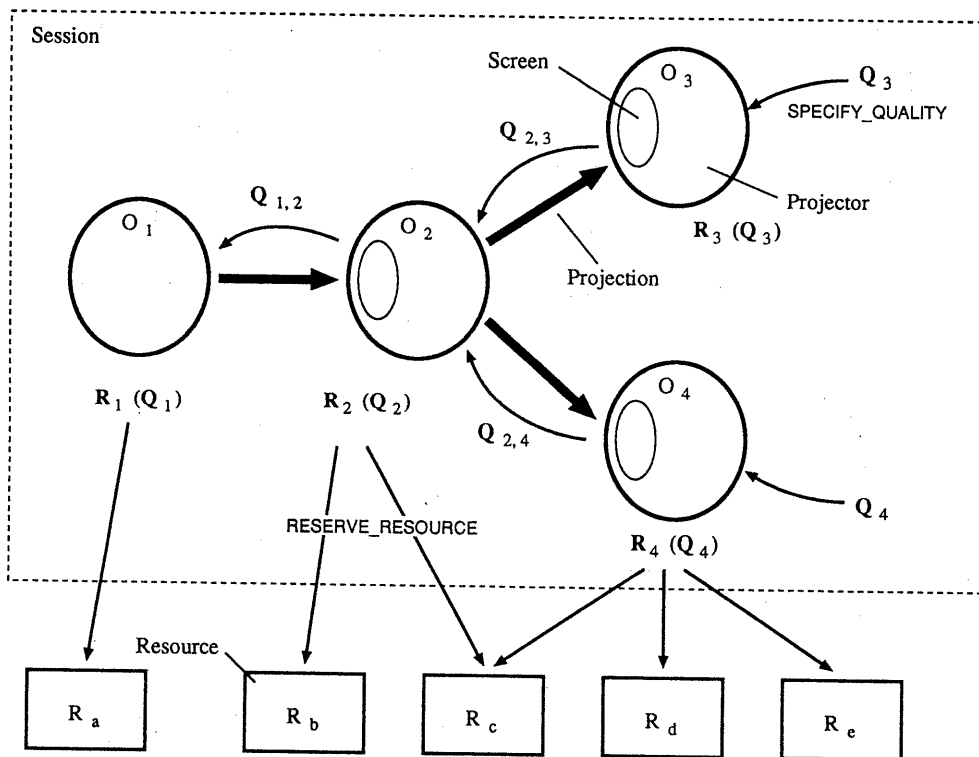 Session
Screen
O 3
Q 3
SPECIFY_QUALITY
Q 2,3
Projector
R 3 (Q 3)
Projection
O 1
Q 1,2
O 2
R 1 (Q 1)
R 2 (Q 2)
O 4
Q 2,4
Q 4
RESERVE_RESOURCE
R 4 (Q 4)
Resource
R a
R b
R c
R d
R e